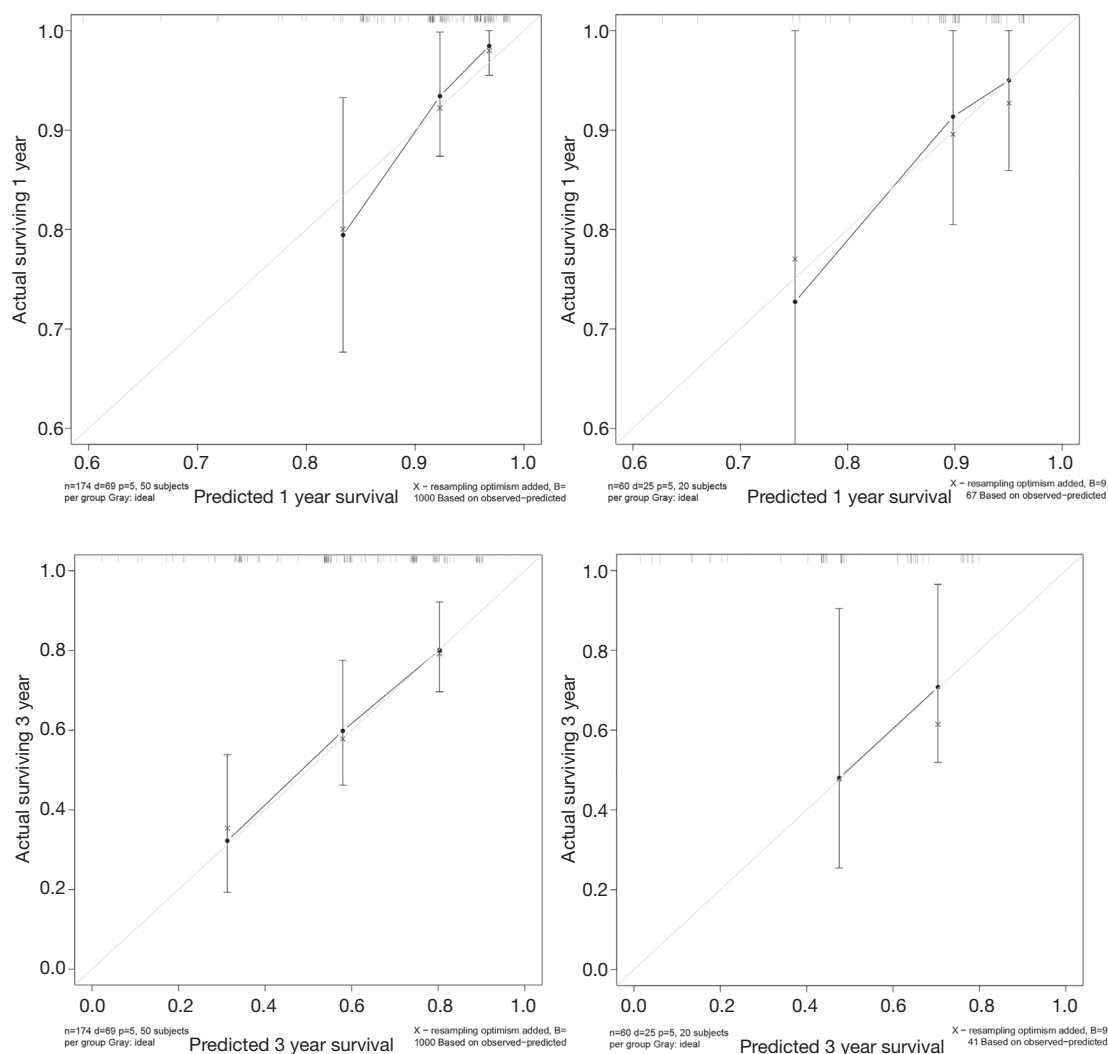 1.0
0.9
0.8
0.7
0.6
Actual surviving 1 year
0.6 0.7 0.8 0.9 1.0
n=174 d=69 p=5, 50 subjects
per group Gray: ideal
Predicted 1 year survival
X − resampling optimism added, B=
1000 Based on observed−predicted
1.0
0.9
0.8
0.7
0.6
Actual surviving 1 year
0.6 0.7 0.8 0.9 1.0
n=60 d=25 p=5, 20 subjects
per group Gray: ideal
Predicted 1 year survival
X − resampling optimism added, B=9
67 Based on observed−predicted
1.0
0.8
0.6
0.4
0.2
0.0
Actual surviving 3 year
0.0 0.2 0.4 0.6 0.8 1.0
n=174 d=69 p=5, 50 subjects
per group Gray: ideal
Predicted 3 year survival
X − resampling optimism added, B=
1000 Based on observed−predicted
1.0
0.8
0.6
0.4
0.2
0.0
Actual surviving 3 year
0.0 0.2 0.4 0.6 0.8 1.0
n=60 d=25 p=5, 20 subjects
per group Gray: ideal
Predicted 3 year survival
X − resampling optimism added, B=9
41 Based on observed−predicted